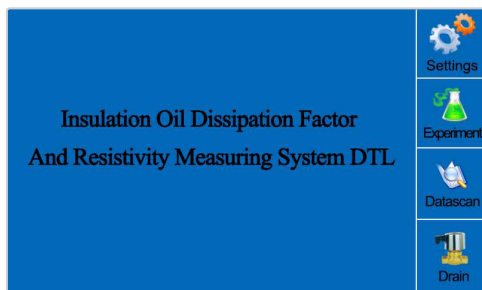 Insulation Oil Dissipation Factor
And Resistivity Measuring System DTL
Settings
Experiment
Datascan
Drain